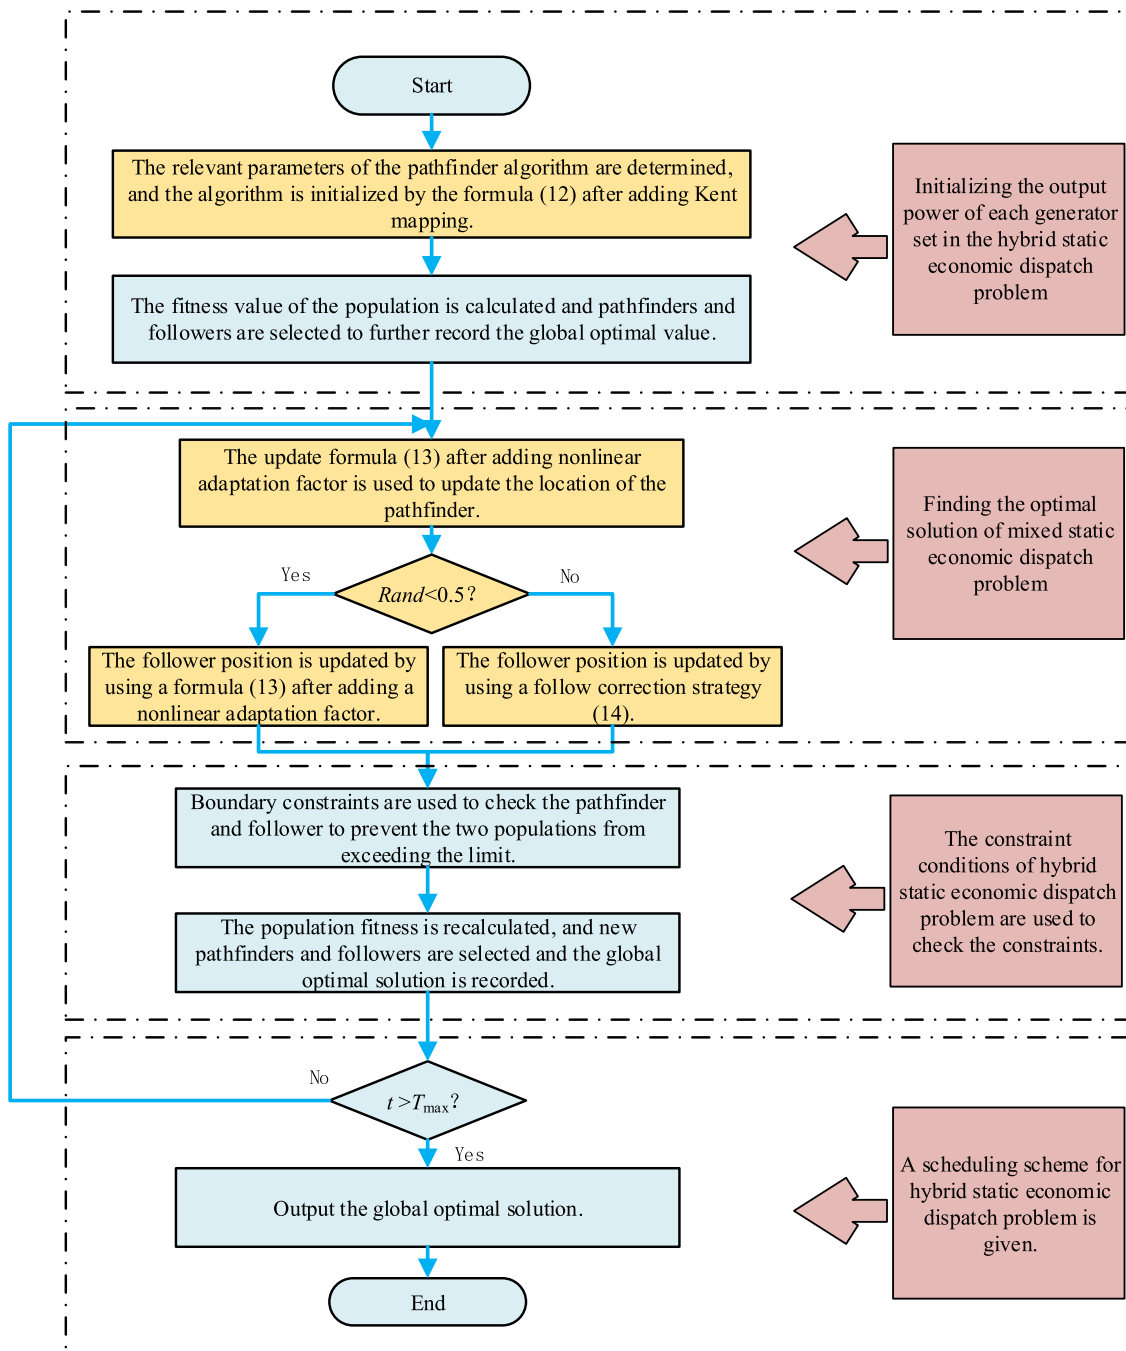 Start
The relevant parameters of the pathfinder algorithm are determined,
and the algorithm is initialized by the formula (12) after adding Kent
mapping.
Initializing the output
power of each generator
set in the hybrid static
economic dispatch
problem
The fitness value of the population is calculated and pathfinders and
followers are selected to further record the global optimal value.
The update formula (13) after adding nonlinear
adaptation factor is used to update the location of the
pathfinder.
Finding the optimal
solution of mixed static
economic dispatch
problem
Yes
Rand<0.5?
No
The follower position is updated by
using a formula (13) after adding a
nonlinear adaptation factor.
The follower position is updated by
using a follow correction strategy
(14).
Boundary constraints are used to check the pathfinder
and follower to prevent the two populations from
exceeding the limit.
The constraint
conditions of hybrid
static economic dispatch
problem are used to
check the constraints.
The population fitness is recalculated, and new
pathfinders and followers are selected and the global
optimal solution is recorded.
No
t >Tmax?
Yes
Output the global optimal solution.
A scheduling scheme for
hybrid static economic
dispatch problem is
given.
End